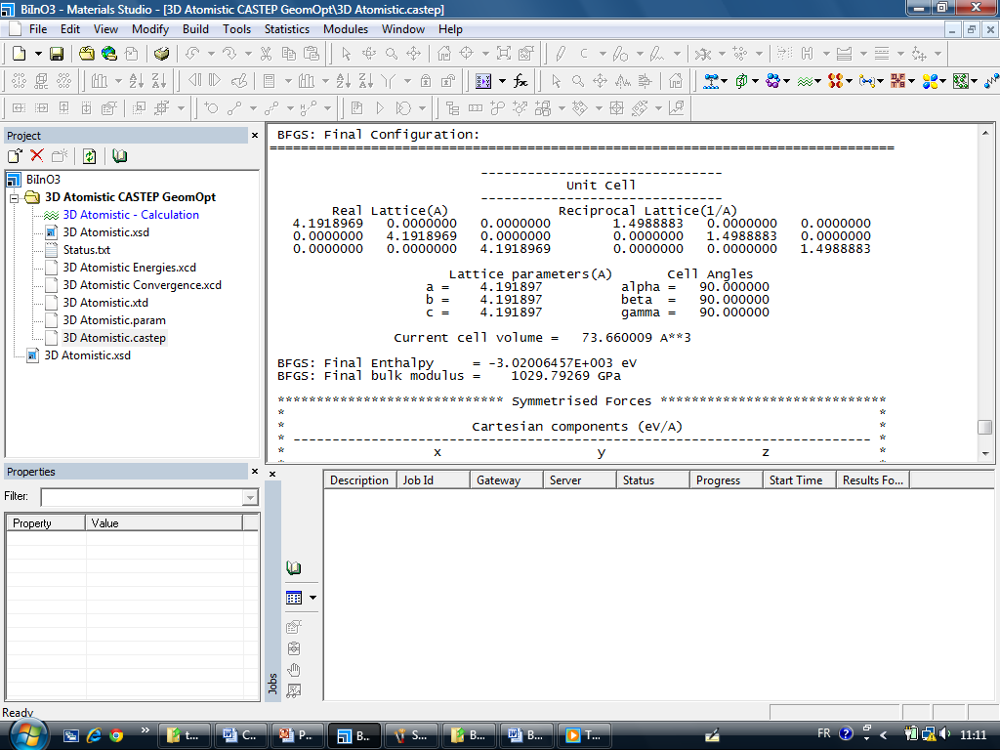 BiInO3 - Materials Studio - [3D Atomistic CASTEP GeomOpt\3D Atomistic.castep]
File Edit View Modify Build Tools Statistics Modules Window Help
Project
BiInO3
3D Atomistic CASTEP GeomOpt
3D Atomistic - Calculation
3D Atomistic.xsd
Status.txt
3D Atomistic Energies.xcd
3D Atomistic Convergence.xcd
3D Atomistic.xtd
3D Atomistic.param
3D Atomistic.castep
3D Atomistic.xsd
BFGS: Final Configuration:
================================================================================
-------------------------------
Unit Cell
-------------------------------
Real Lattice(A) Reciprocal Lattice(1/A)
4.1918969 0.0000000 0.0000000 1.4988883 0.0000000 0.0000000
0.0000000 4.1918969 0.0000000 0.0000000 1.4988883 0.0000000
0.0000000 0.0000000 4.1918969 0.0000000 0.0000000 1.4988883
Lattice parameters(A) Cell Angles
a = 4.191897 alpha = 90.000000
b = 4.191897 beta = 90.000000
c = 4.191897 gamma = 90.000000
Current cell volume = 73.660009 A**3
BFGS: Final Enthalpy = -3.02006457E+003 eV
BFGS: Final bulk modulus = 1029.79269 GPa
***************************** Symmetrised Forces *****************************
* *
* Cartesian components (eV/A) *
* -------------------------------------------------------------------------- *
* x y z *
Properties
Filter:
Property Value
Jobs
Description Job Id Gateway Server Status Progress Start Time Results Fo...
Ready
t... C... P... B... S... B... B... T... FR 11:11